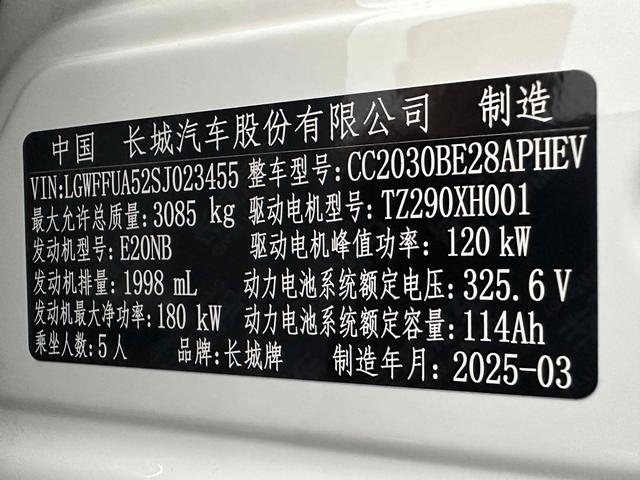 中国 长城汽车股份有限公司 制造
VIN:LGWFFUA52SJ023455 整车型号:CC2030BE28APHEV
最大允许总质量:3085 kg 驱动电机型号:TZ290XH001
发动机型号:E20NB 驱动电机峰值功率: 120 kW
发动机排量:1998 mL 动力电池系统额定电压:325.6 V
发动机最大净功率:180 kW 动力电池系统额定容量:114Ah
乘坐人数:5 人 品牌:长城牌 制造年月: 2025-03